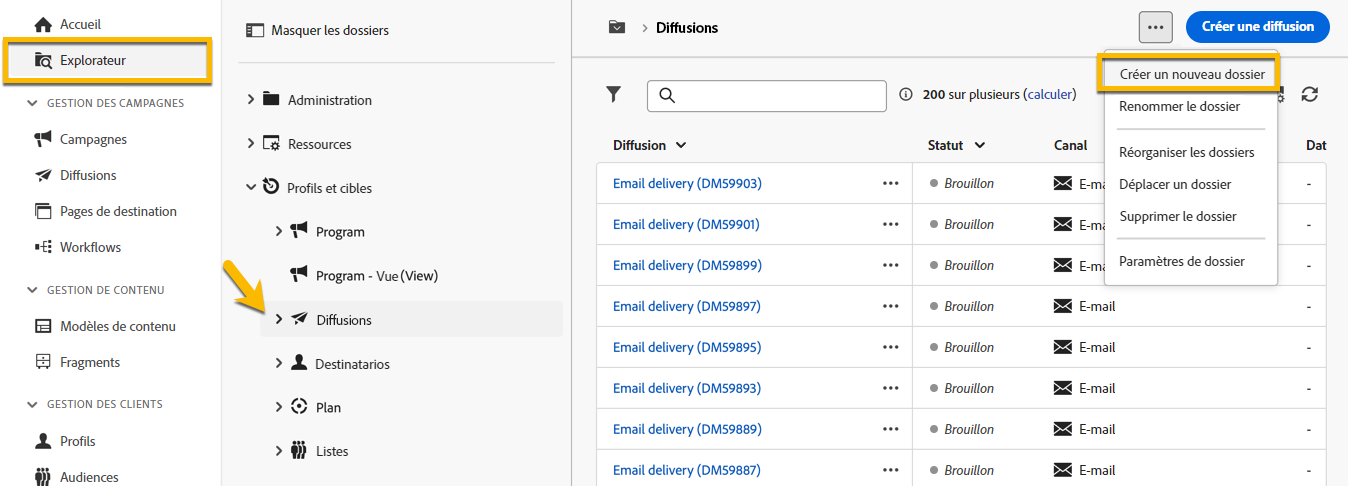 Accueil
Explorateur
GESTION DES CAMPAGNES
Campagnes
Diffusions
Pages de destination
Workflows
GESTION DE CONTENU
Modèles de contenu
Fragments
GESTION DES CLIENTS
Profils
Audiences
Masquer les dossiers
Administration
Ressources
Profils et cibles
Program
Program - Vue (View)
Diffusions
Destinatarios
Plan
Listes
Diffusions
Créer une diffusion
Créer un nouveau dossier
Renommer le dossier
Réorganiser les dossiers
Déplacer un dossier
Supprimer le dossier
Paramètres de dossier
200 sur plusieurs (calculer)
Diffusion Statut Canal Dat
Email delivery (DM59903) Brouillon E-ma -
Email delivery (DM59901) Brouillon E-ma -
Email delivery (DM59899) Brouillon E-ma -
Email delivery (DM59897) Brouillon E-mail -
Email delivery (DM59895) Brouillon E-mail -
Email delivery (DM59893) Brouillon E-mail -
Email delivery (DM59889) Brouillon E-mail -
Email delivery (DM59887) Brouillon E-mail -